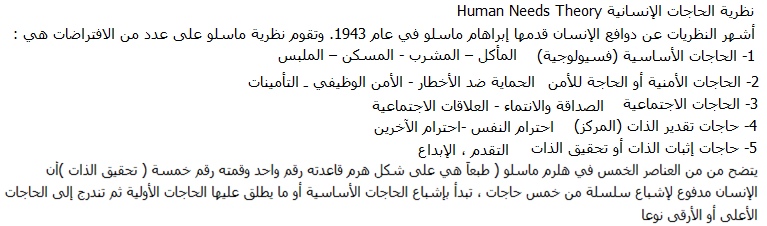 نظرية الحاجات الإنسانية Human Needs Theory
أشهر النظريات عن دوافع الإنسان قدمها إبراهام ماسلو في عام 1943. وتقوم نظرية ماسلو على عدد من الافتراضات هي :
1- الحاجات الأساسية (فسيولوجية) المأكل – المشرب - المسكن – الملبس
2- الحاجات الأمنية أو الحاجة للأمن الحماية ضد الأخطار - الأمن الوظيفي ـ التأمينات
3- الحاجات الاجتماعية الصداقة والانتماء - العلاقات الاجتماعية
4- حاجات تقدير الذات (المركز) احترام النفس -احترام الآخرين
5- حاجات إثبات الذات أو تحقيق الذات التقدم ، الإبداع
يتضح من من العناصر الخمس في هلرم ماسلو ( طبعاً هي على شكل هرم قاعدته رقم واحد وقمته رقم خمسة ( تحقيق الذات )أن
الإنسان مدفوع لإشباع سلسلة من خمس حاجات ، تبدأ بإشباع الحاجات الأساسية أو ما يطلق عليها الحاجات الأولية ثم تتدرج إلى الحاجات
الأعلى أو الأرقى نوعا